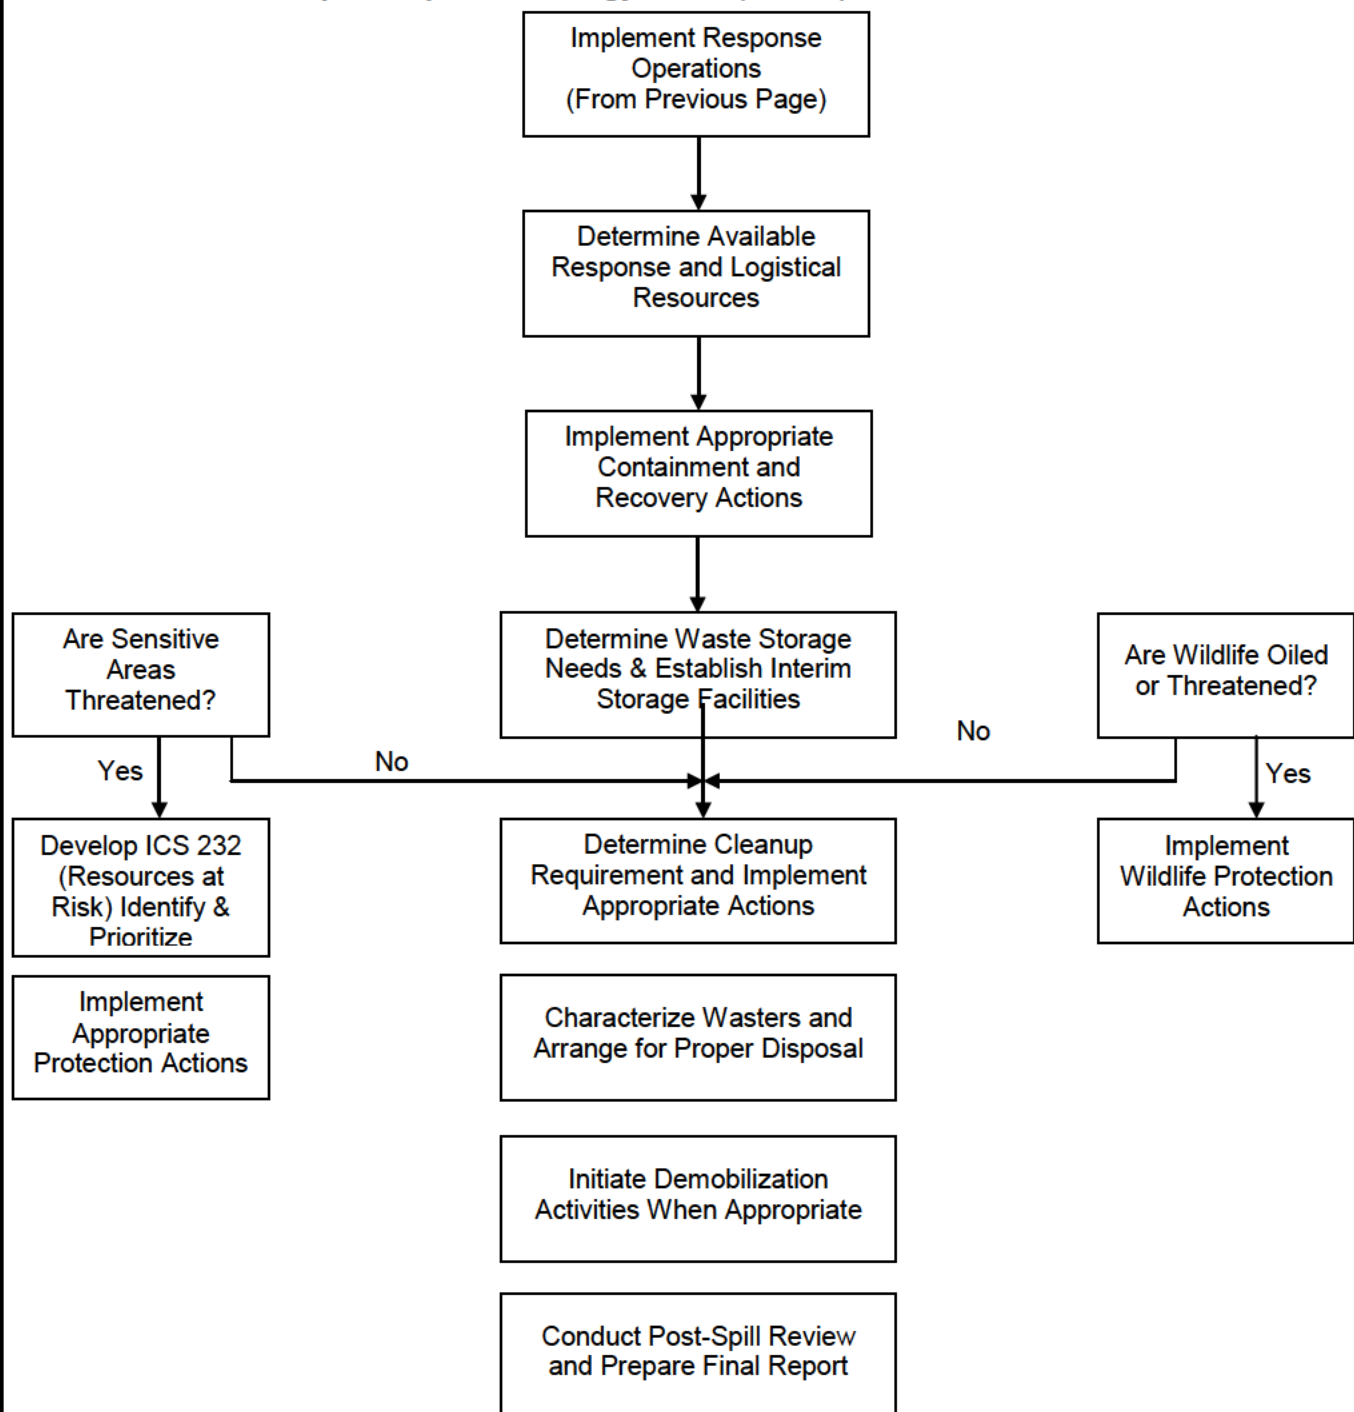 Implement Response
Operations
(From Previous Page)
Determine Available
Response and Logistical
Resources
Implement Appropriate
Containment and
Recovery Actions
Are Sensitive
Areas
Threatened?
Determine Waste Storage
Needs & Establish Interim
Storage Facilities
Are Wildlife Oiled
or Threatened?
No
Yes
No
Yes
Develop ICS 232
(Resources at
Risk) Identify &
Prioritize
Determine Cleanup
Requirement and Implement
Appropriate Actions
Implement
Wildlife Protection
Actions
Implement
Appropriate
Protection Actions
Characterize Wasters and
Arrange for Proper Disposal
Initiate Demobilization
Activities When Appropriate
Conduct Post-Spill Review
and Prepare Final Report